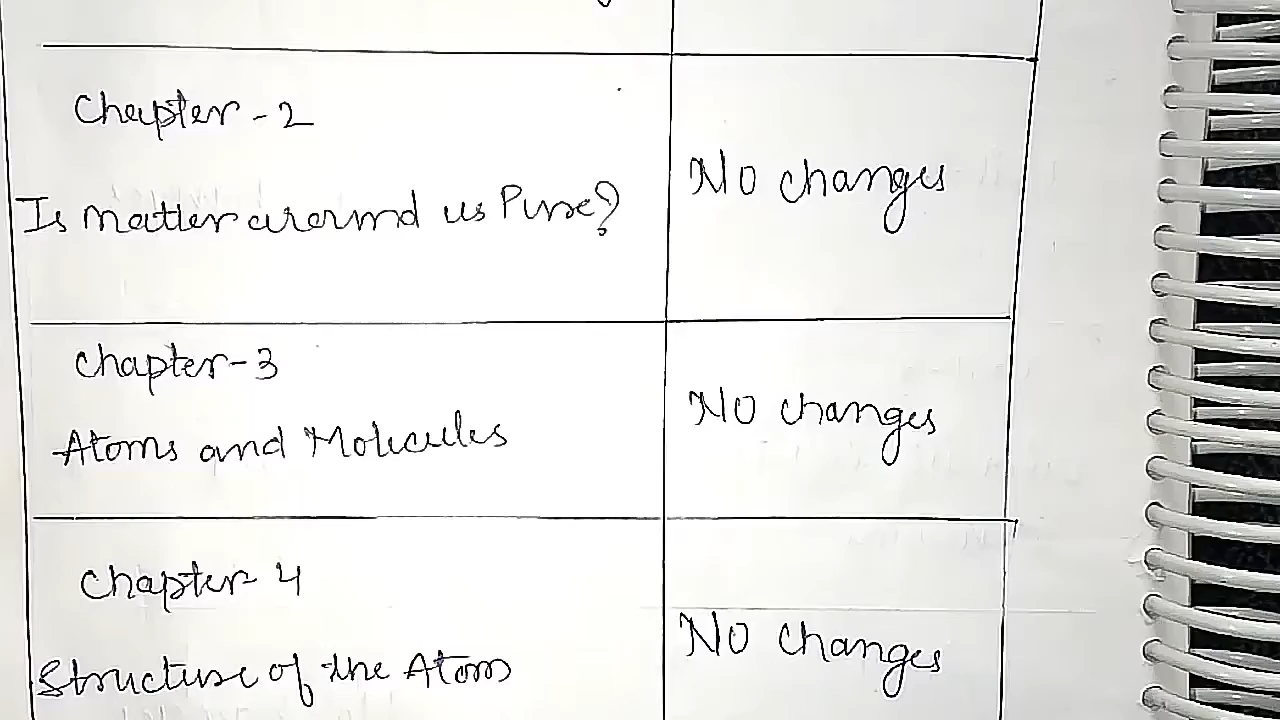 Chapter - 2
Is Matter around us Pure?
No changes
Chapter-3
Atoms and Molecules
No changes
Chapter 4
Structure of the Atom
No changes